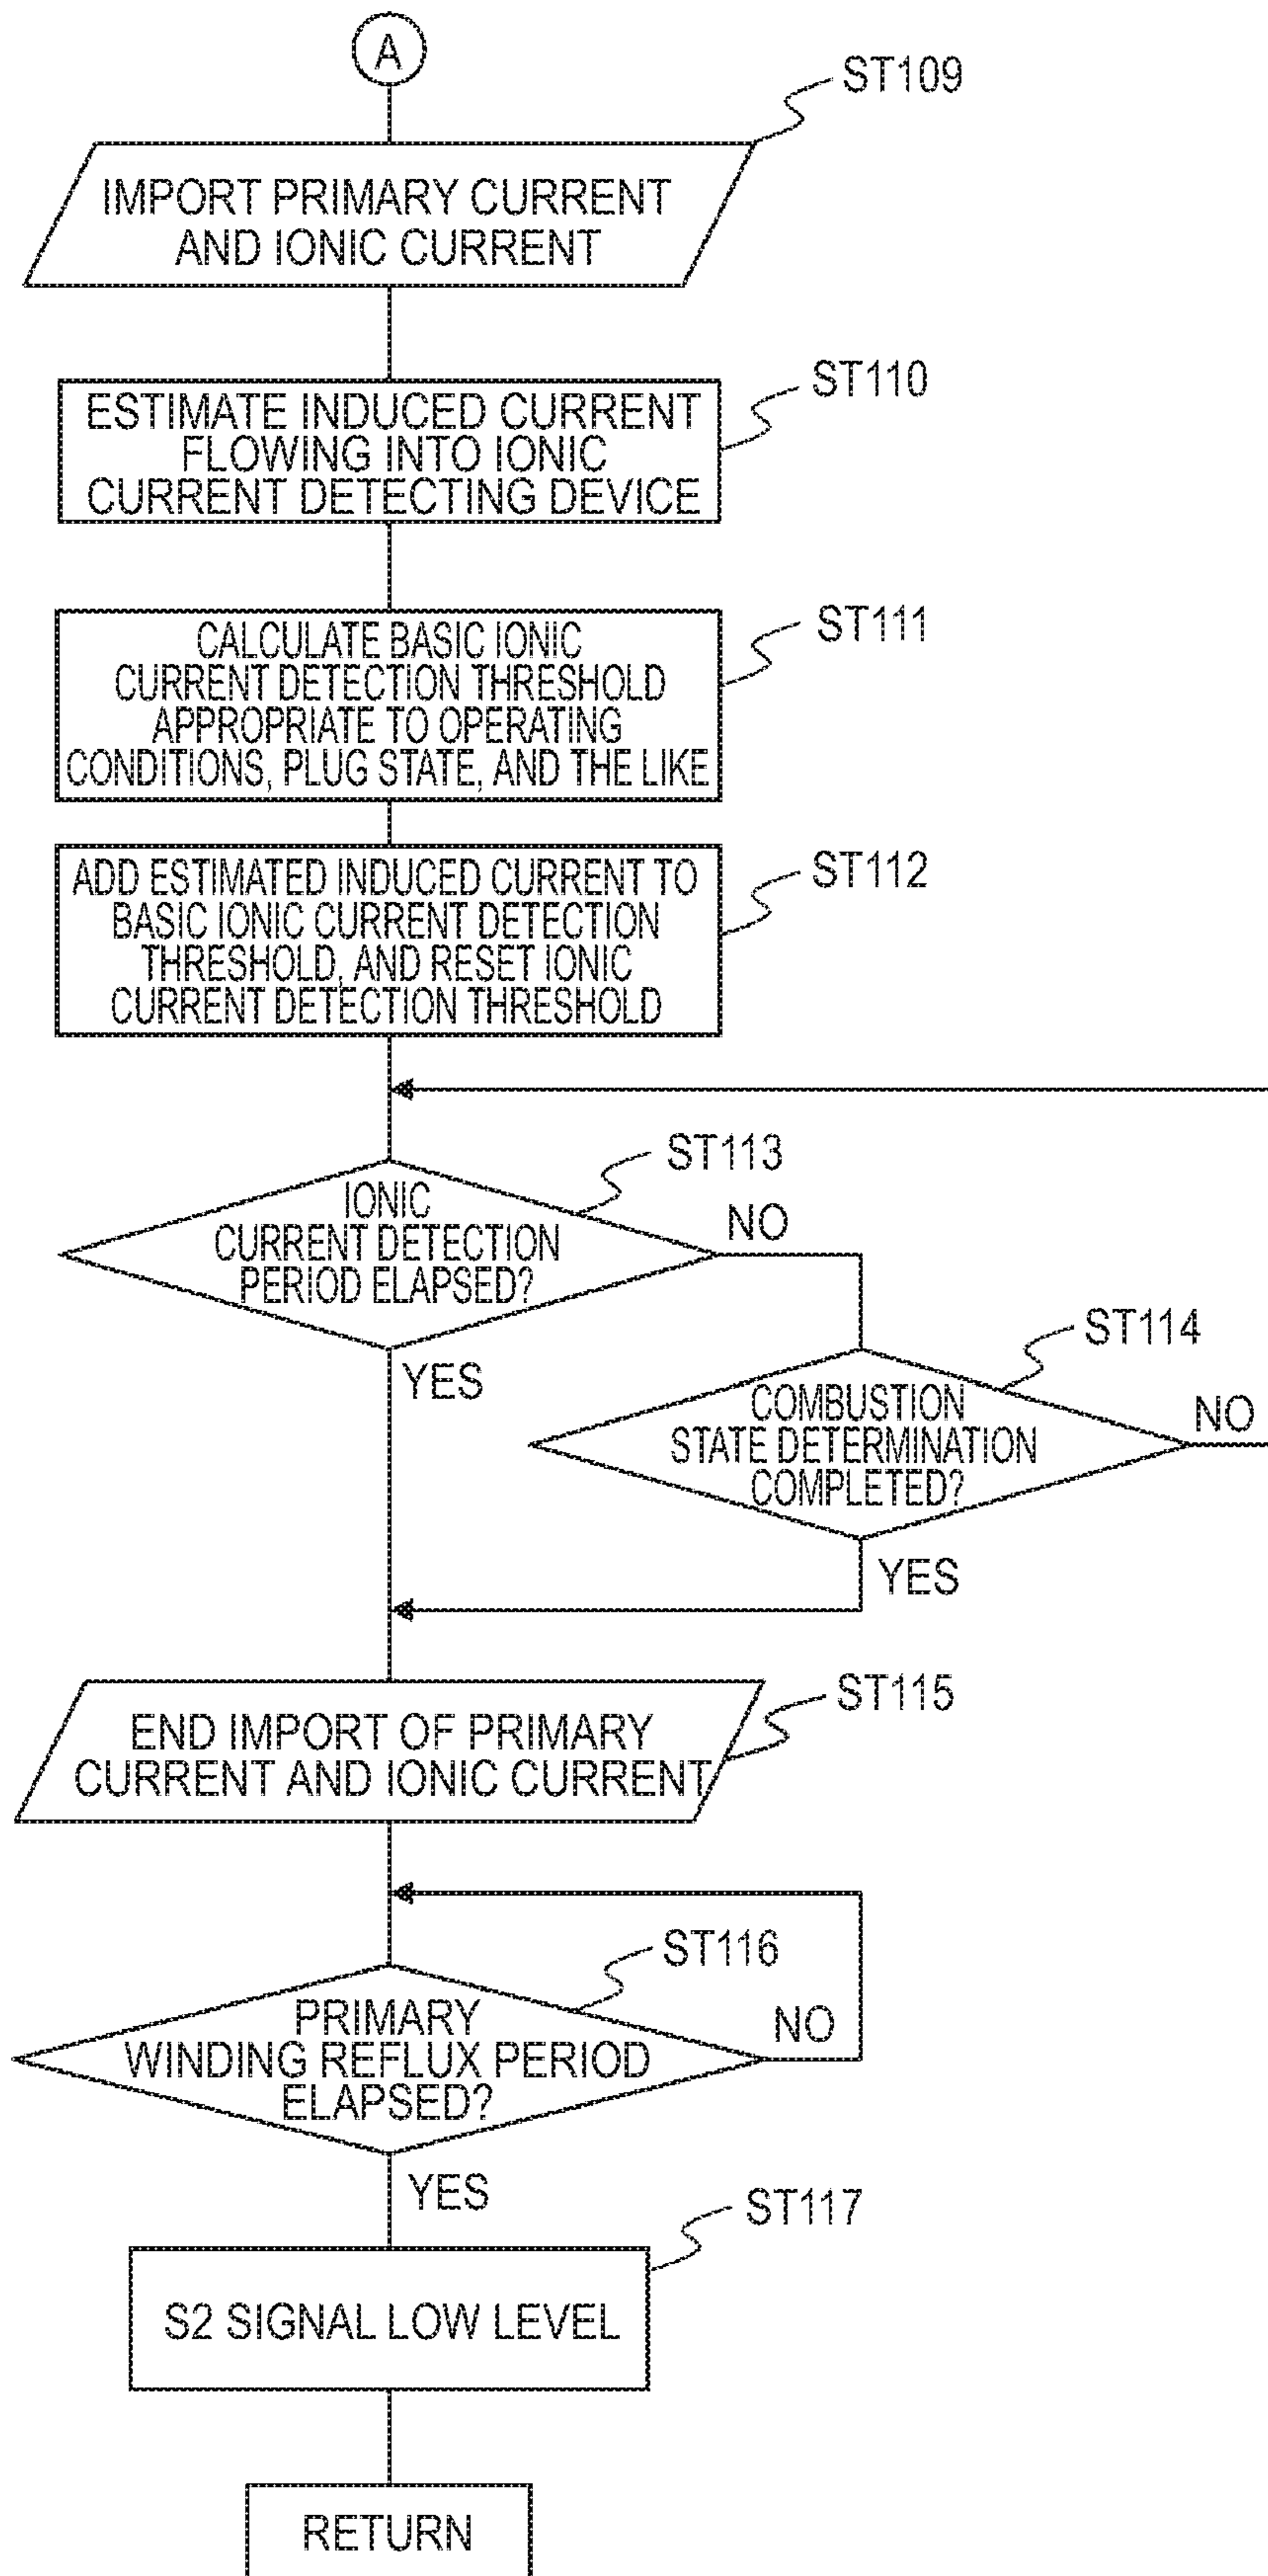 A
ST109
IMPORT PRIMARY CURRENT
AND IONIC CURRENT
ST110
ESTIMATE INDUCED CURRENT
FLOWING INTO IONIC
CURRENT DETECTING DEVICE
ST111
CALCULATE BASIC IONIC
CURRENT DETECTION THRESHOLD
APPROPRIATE TO OPERATING
CONDITIONS, PLUG STATE, AND THE LIKE
ST112
ADD ESTIMATED INDUCED CURRENT TO
BASIC IONIC CURRENT DETECTION
THRESHOLD, AND RESET IONIC
CURRENT DETECTION THRESHOLD
ST113
IONIC
CURRENT DETECTION
PERIOD ELAPSED?
NO
YES
ST114
COMBUSTION
STATE DETERMINATION
COMPLETED?
NO
YES
ST115
END IMPORT OF PRIMARY
CURRENT AND IONIC CURRENT
ST116
PRIMARY
WINDING REFLUX PERIOD
ELAPSED?
NO
YES
ST117
S2 SIGNAL LOW LEVEL
RETURN